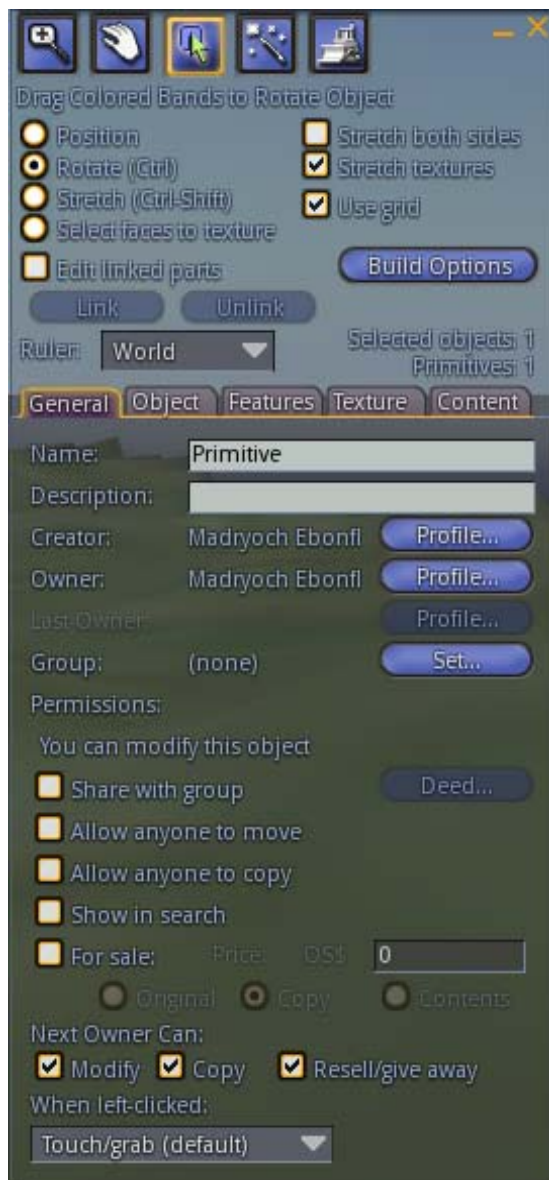 Drag Colored Bands to Rotate Object
Position
Stretch both sides
Rotate (Ctrl)
Stretch textures
Stretch (Ctrl-Shift)
Use grid
Select faces to texture
Edit linked parts
Build Options
Link
Unlink
Ruler:
World
Selected objects: 1
Primitives: 1
General
Object
Features
Texture
Content
Name:
Primitive
Description:
Creator:
Madryoch Ebonfl
Profile...
Owner:
Madryoch Ebonfl
Profile...
Last Owner:
Profile...
Group:
(none)
Set...
Permissions:
You can modify this object
Share with group
Deed...
Allow anyone to move
Allow anyone to copy
Show in search
For sale:
Price:
OS$
0
Original
Copy
Contents
Next Owner Can:
Modify
Copy
Resell/give away
When left-clicked:
Touch/grab (default)